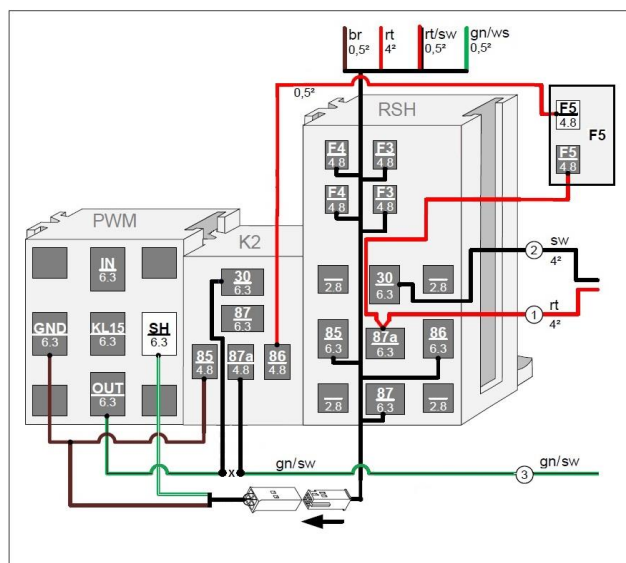 br rt rt/sw gn/ws
0,5² 4² 0,5² 0,5²
0,5²
RSH
F5
4.8
F5
F5
4.8
F4 F3
4.8 4.8
F4 F3
4.8 4.8
PWM
K2
IN
6.3
30
6.3
2.8
30
6.3
2.8
2 sw
4²
87
6.3
GND KL15 SH
6.3 6.3 6.3
85 87a 86
4.8 4.8 4.8
85 87a 86
6.3 6.3 6.3
1 rt
4²
OUT
6.3
2.8
87
6.3
2.8
x gn/sw
3 gn/sw